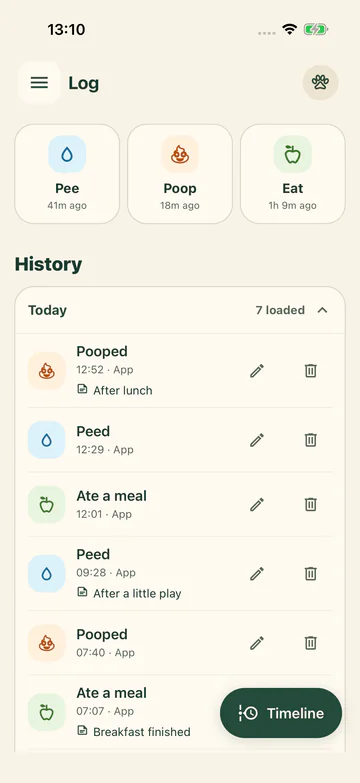 13:10
Log
Pee
41m ago
Poop
18m ago
Eat
1h 9m ago
History
Today
7 loaded
Pooped
12:52 · App
After lunch
Peed
12:29 · App
Ate a meal
12:01 · App
Peed
09:28 · App
After a little play
Pooped
07:40 · App
Ate a meal
07:07 · App
Breakfast finished
Timeline